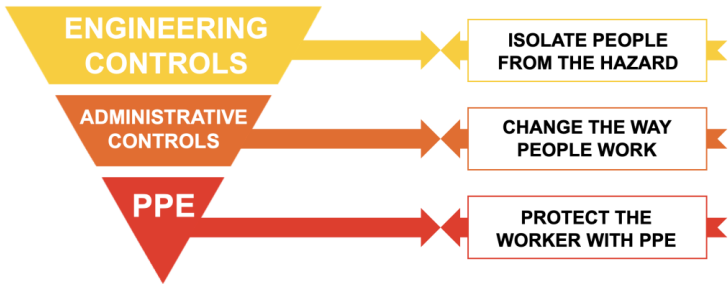 ENGINEERING
CONTROLS
ISOLATE PEOPLE
FROM THE HAZARD
ADMINISTRATIVE
CONTROLS
CHANGE THE WAY
PEOPLE WORK
PPE
PROTECT THE
WORKER WITH PPE